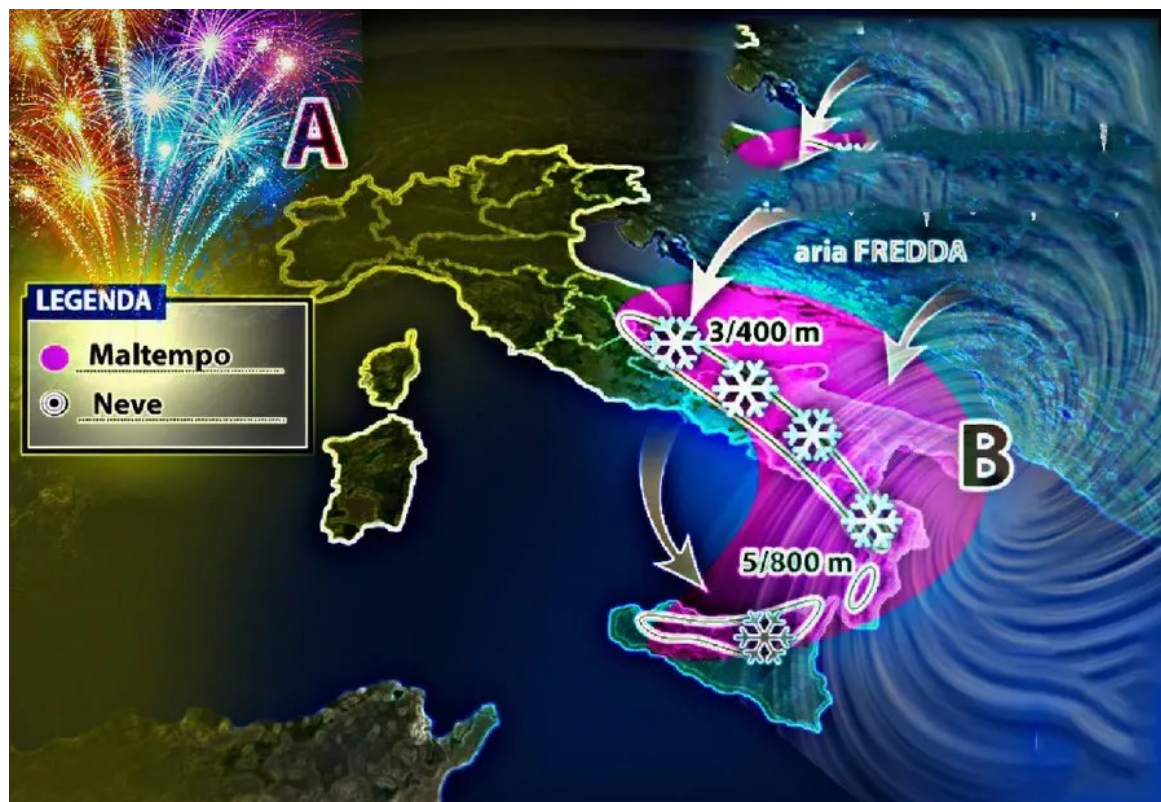 A
aria FREDDA
LEGENDA
Maltempo
Neve
3/400 m
B
5/800 m